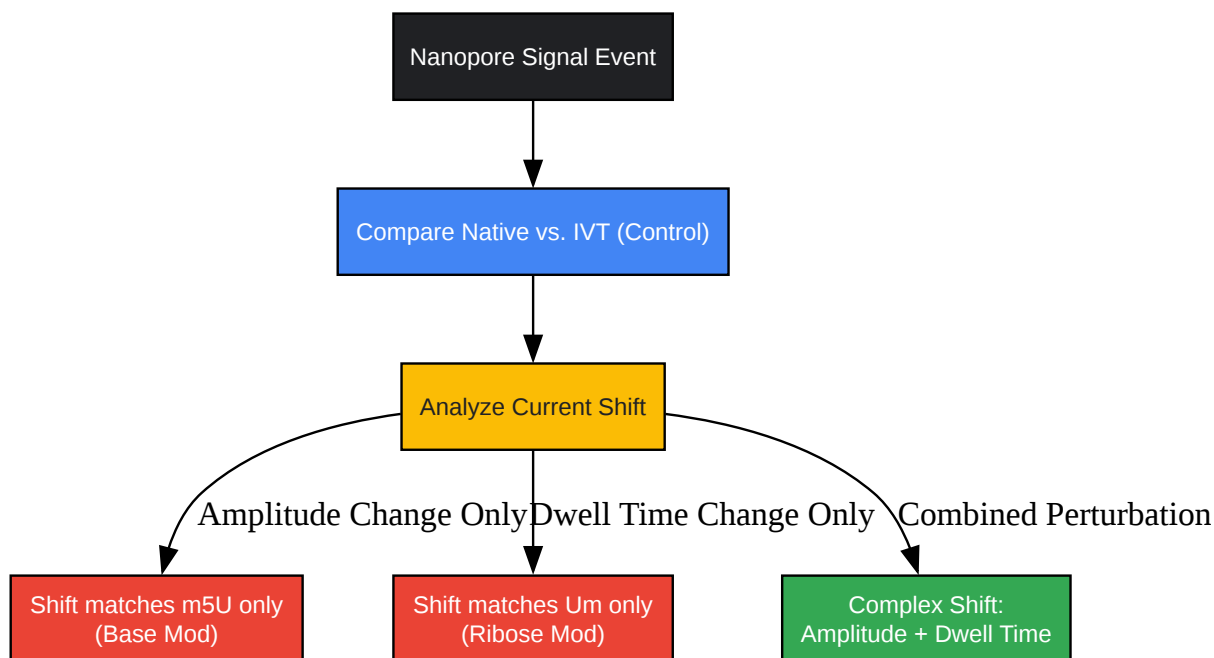 Nanopore Signal Event
Compare Native vs. IVT (Control)
Analyze Current Shift
Amplitude Change Only
Dwell Time Change Only
Combined Perturbation
Shift matches m5U only
(Base Mod)
Shift matches Um only
(Ribose Mod)
Complex Shift:
Amplitude + Dwell Time